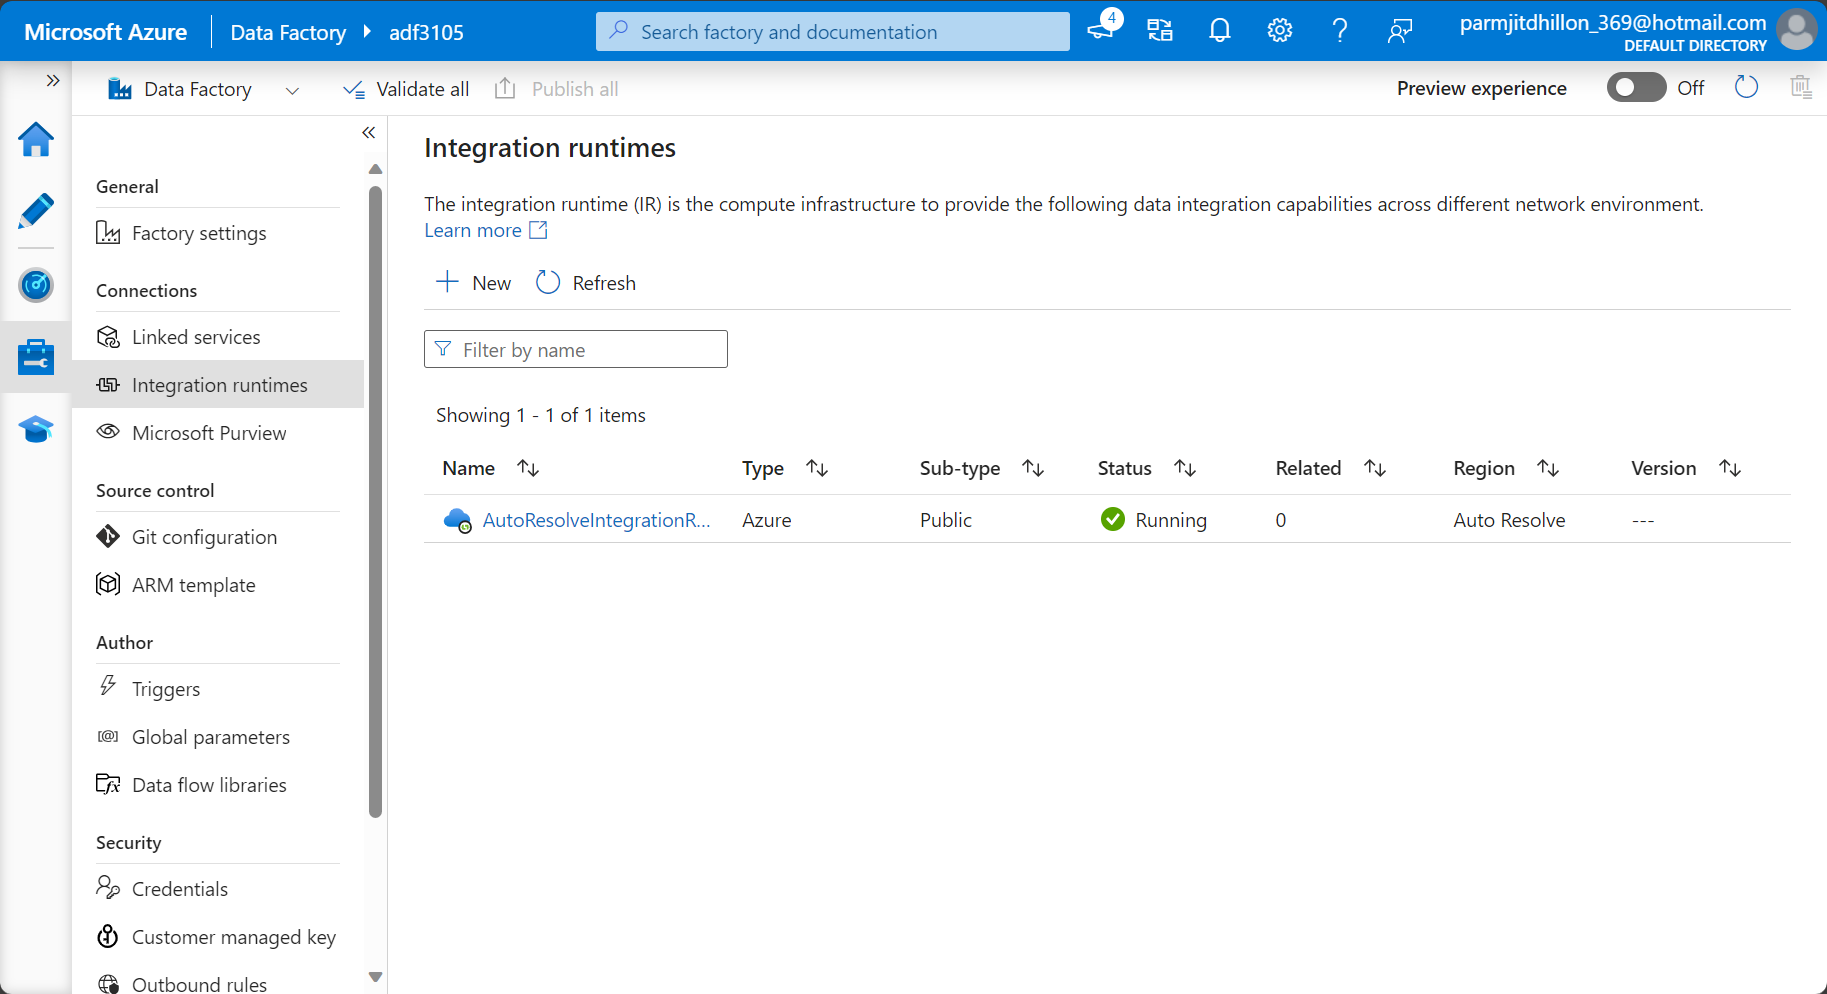 Microsoft Azure
Data Factory
adf3105
Search factory and documentation
4
parmjitdhillon_369@hotmail.com
DEFAULT DIRECTORY
Data Factory
Validate all
Publish all
Preview experience
Off
General
Factory settings
Connections
Linked services
Integration runtimes
Microsoft Purview
Source control
Git configuration
ARM template
Author
Triggers
Global parameters
Data flow libraries
Security
Credentials
Customer managed key
Outbound rules
Integration runtimes
The integration runtime (IR) is the compute infrastructure to provide the following data integration capabilities across different network environment.
Learn more
New Refresh
Filter by name
Showing 1 - 1 of 1 items
Name Type Sub-type Status Related Region Version
AutoResolveIntegrationR... Azure Public Running 0 Auto Resolve ---